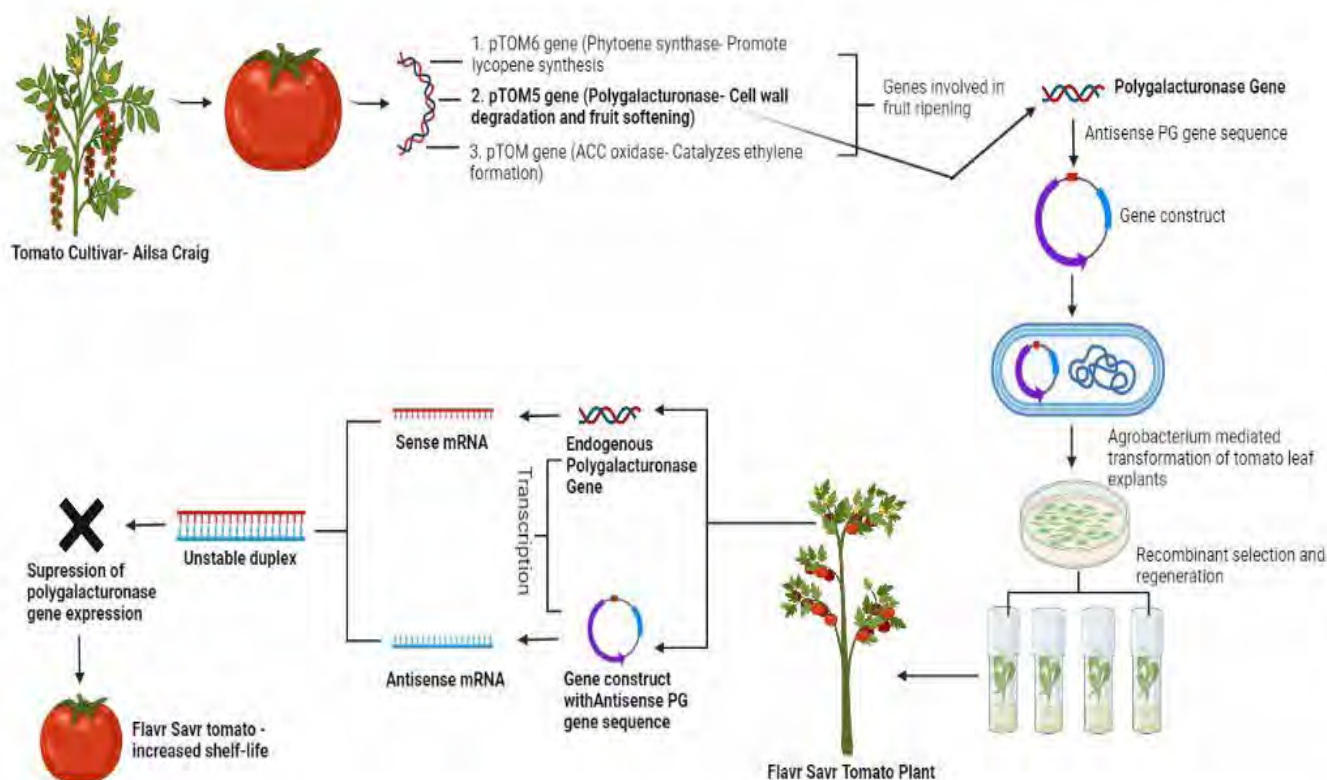 1. pTOM6 gene (Phytoene synthase- Promote
lycopene synthesis
2. pTOM5 gene (Polygalacturonase- Cell wall
degradation and fruit softening)
3. pTOM gene (ACC oxidase- Catalyzes ethylene
formation)
Genes involved in
fruit ripening
Polygalacturonase Gene
Antisense PG gene sequence
Gene construct
Tomato Cultivar- Ailsa Craig
Agrobacterium mediated
transformation of tomato leaf
explants
Recombinant selection and
regeneration
Flavr Savr Tomato Plant
Endogenous
Polygalacturonase
Gene
Transcription
Gene construct
withAntisense PG
gene sequence
Sense mRNA
Antisense mRNA
Unstable duplex
Supression of
polygalacturonase
gene expression
Flavr Savr tomato -
increased shelf-life